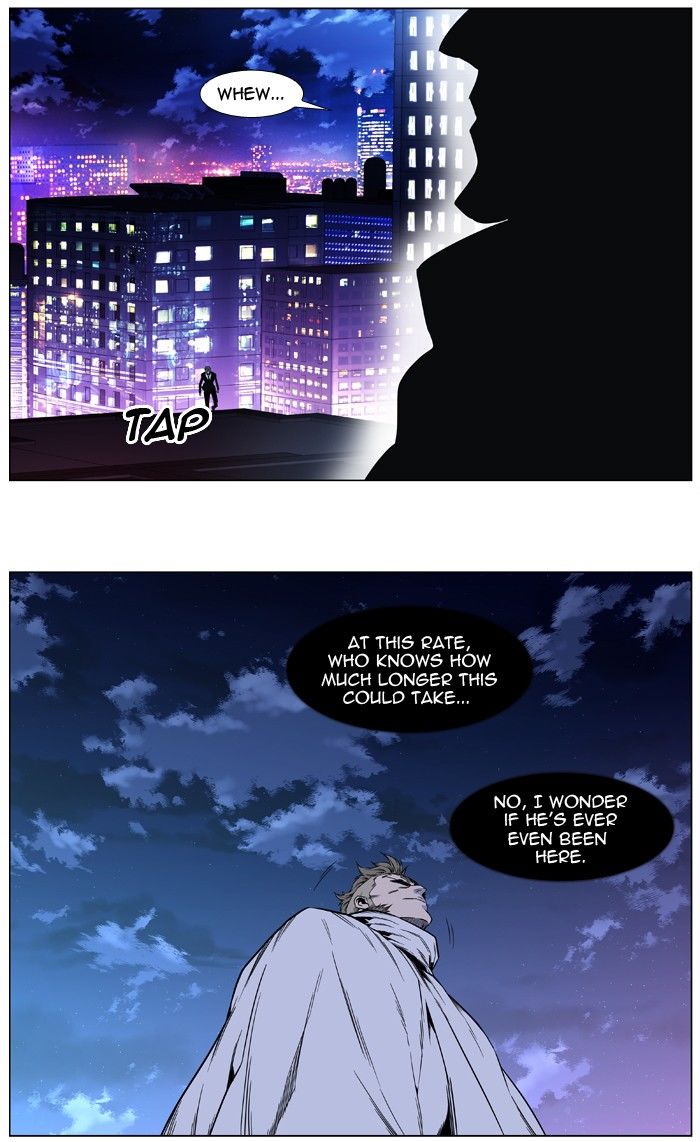 WHEW...
TAP
AT THIS RATE,
WHO KNOWS HOW
MUCH LONGER THIS
COULD TAKE...
NO, I WONDER
IF HE'S EVER
EVEN BEEN
HERE.